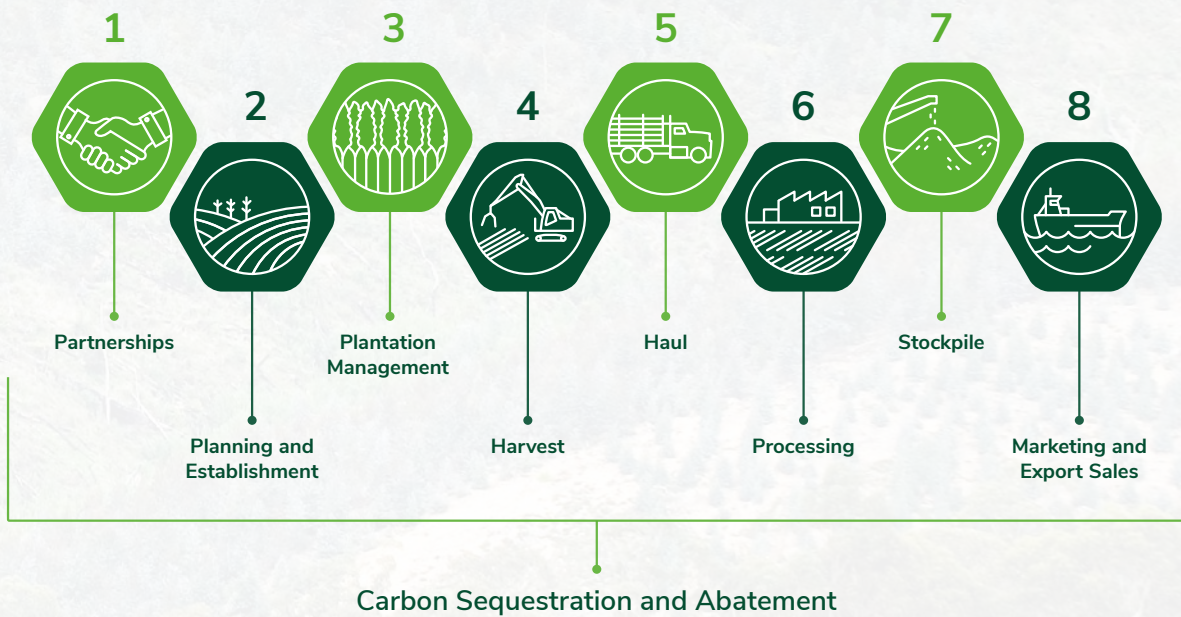 1
Partnerships
2
Planning and
Establishment
3
Plantation
Management
4
Harvest
5
Haul
6
Processing
7
Stockpile
8
Marketing and
Export Sales
Carbon Sequestration and Abatement